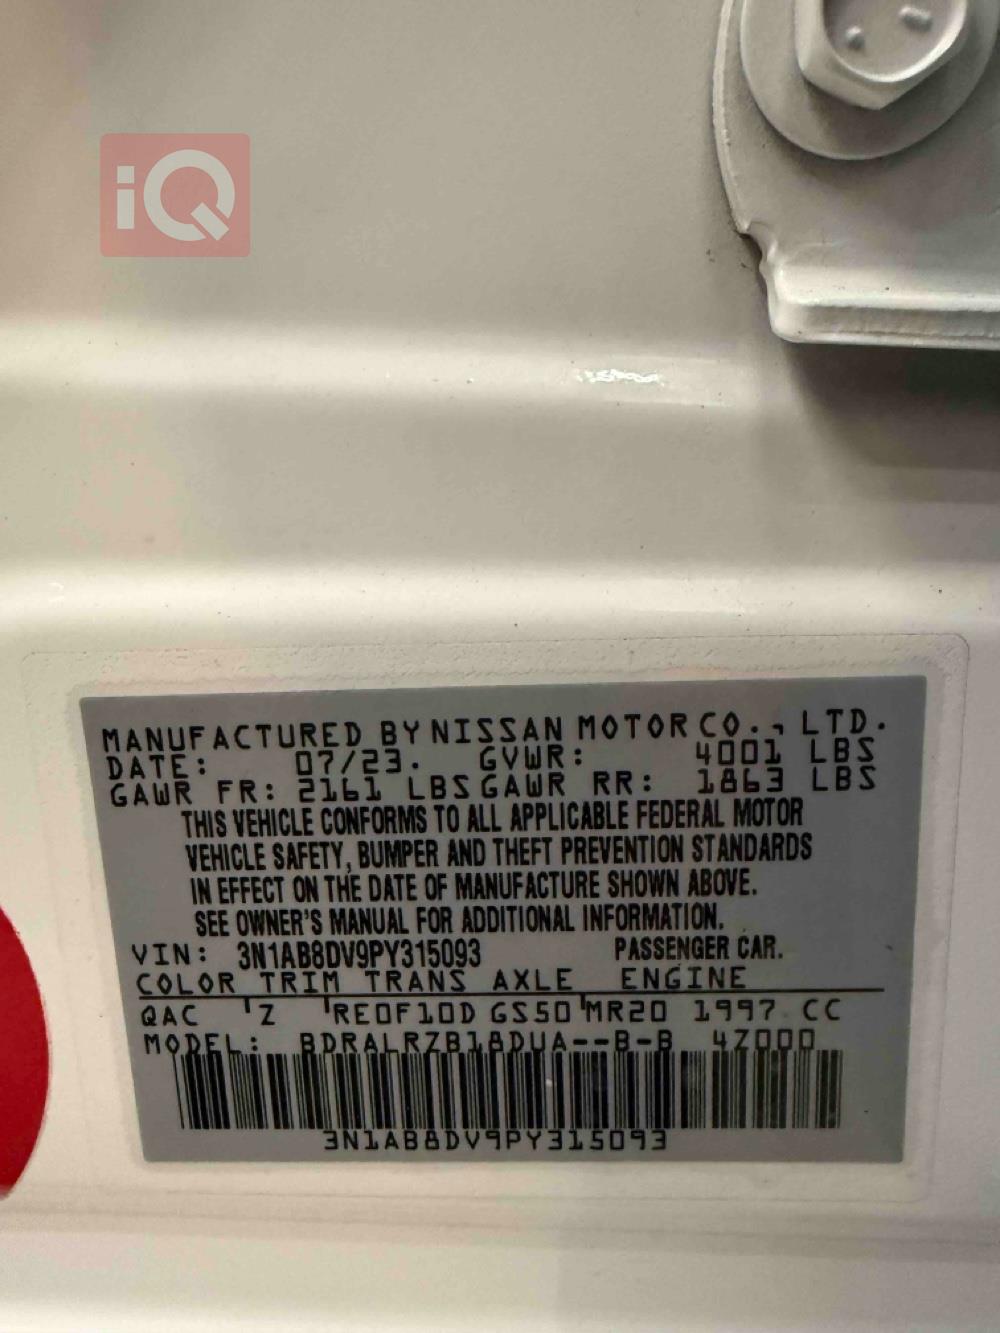 iQ
MANUFACTURED BY NISSAN MOTOR CO., LTD.
DATE: 07/23. GVWR: 4001 LBS
GAWR FR: 2161 LBS GAWR RR: 1863 LBS
THIS VEHICLE CONFORMS TO ALL APPLICABLE FEDERAL MOTOR
VEHICLE SAFETY, BUMPER AND THEFT PREVENTION STANDARDS
IN EFFECT ON THE DATE OF MANUFACTURE SHOWN ABOVE.
SEE OWNER'S MANUAL FOR ADDITIONAL INFORMATION.
VIN: 3N1AB8DV9PY315093 PASSENGER CAR.
COLOR TRIM TRANS AXLE ENGINE
QAC 'Z 'RE0F10D GS50'MR20 1997 CC
MODEL: BDRALRZB18DUA--B-B 4Z000
3N1AB8DV9PY315093